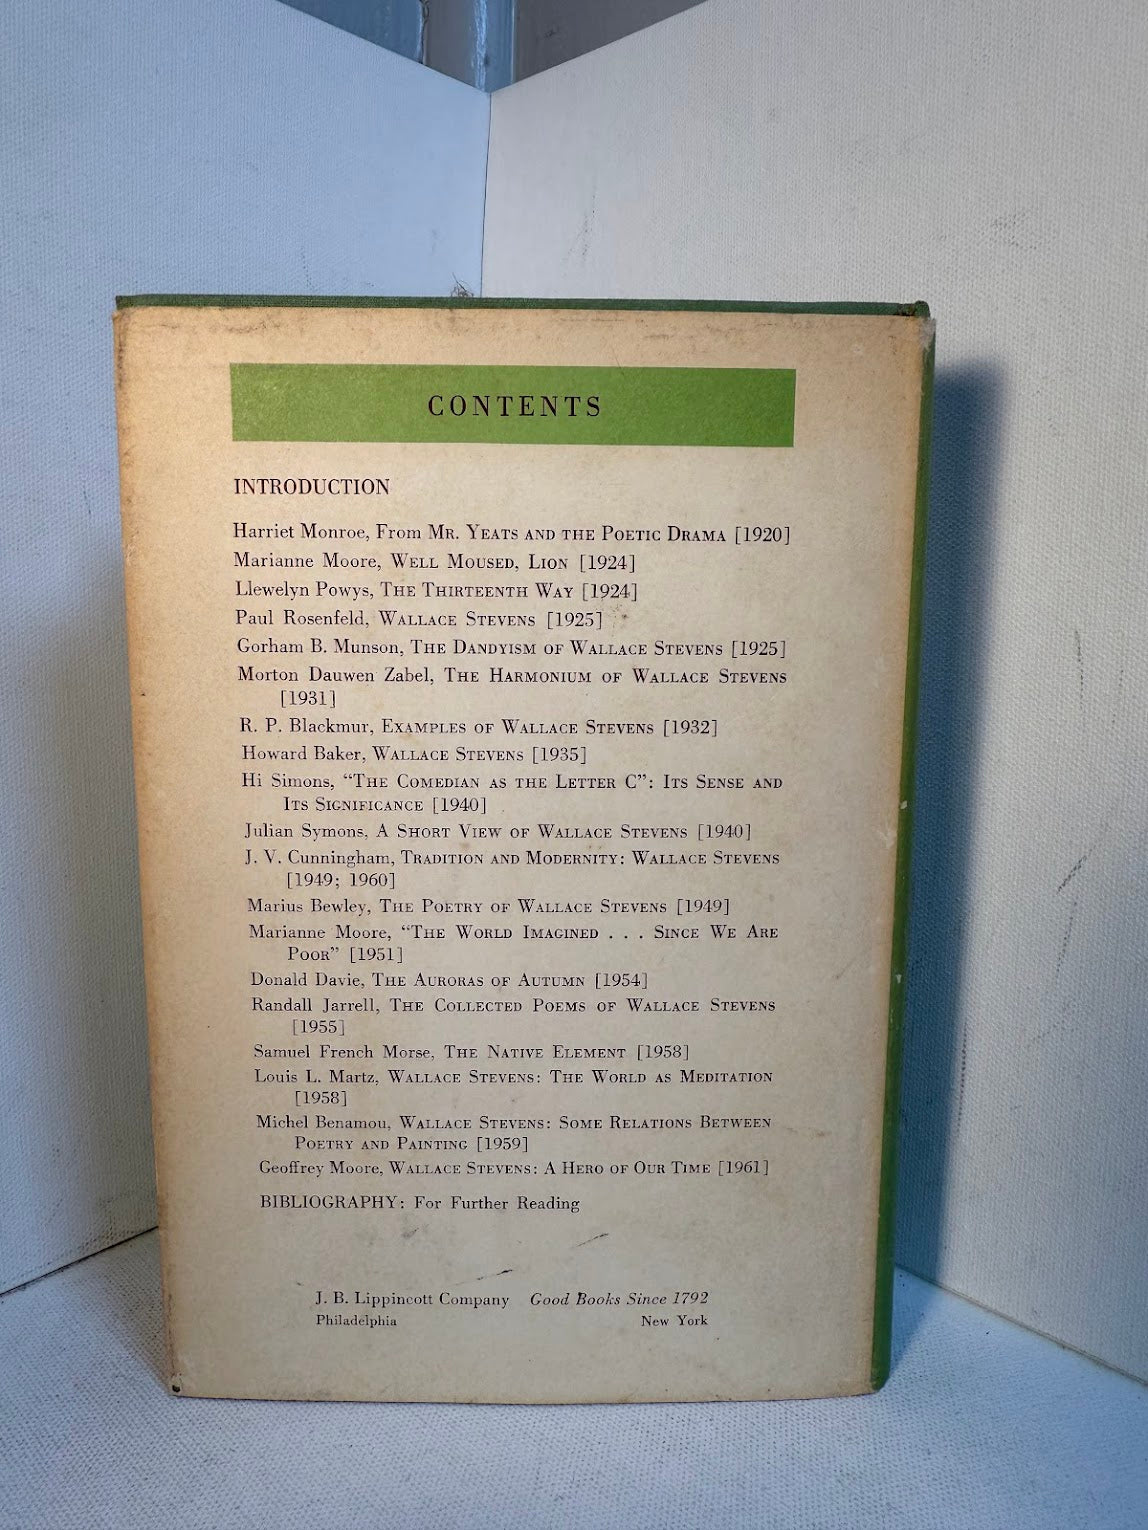 CONTENTS
INTRODUCTION
Harriet Monroe, From MR. YEATS AND THE POETIC DRAMA [1920]
Marianne Moore, WELL MOUSED, LION [1924]
Llewelyn Powys, THE THIRTEENTH WAY [1924]
Paul Rosenfeld, WALLACE STEVENS [1925]
Gorham B. Munson, THE DANDYISM OF WALLACE STEVENS [1925]
Morton Dauwen Zabel, THE HARMONIUM OF WALLACE STEVENS
[1931]
R. P. Blackmur, EXAMPLES OF WALLACE STEVENS [1932]
Howard Baker, WALLACE STEVENS [1935]
Hi Simons, “THE COMEDIAN AS THE LETTER C”: ITS SENSE AND
ITS SIGNIFICANCE [1940]
Julian Symons, A SHORT VIEW OF WALLACE STEVENS [1940]
J. V. Cunningham, TRADITION AND MODERNITY: WALLACE STEVENS
[1949; 1960]
Marius Bewley, THE POETRY OF WALLACE STEVENS [1949]
Marianne Moore, “THE WORLD IMAGINED . . . SINCE WE ARE
POOR” [1951]
Donald Davie, THE AURORAS OF AUTUMN [1954]
Randall Jarrell, THE COLLECTED POEMS OF WALLACE STEVENS
[1955]
Samuel French Morse, THE NATIVE ELEMENT [1958]
Louis L. Martz, WALLACE STEVENS: THE WORLD AS MEDITATION
[1958]
Michel Benamou, WALLACE STEVENS: SOME RELATIONS BETWEEN
POETRY AND PAINTING [1959]
Geoffrey Moore, WALLACE STEVENS: A HERO OF OUR TIME [1961]
BIBLIOGRAPHY: For Further Reading
J. B. Lippincott Company Good Books Since 1792
Philadelphia New York